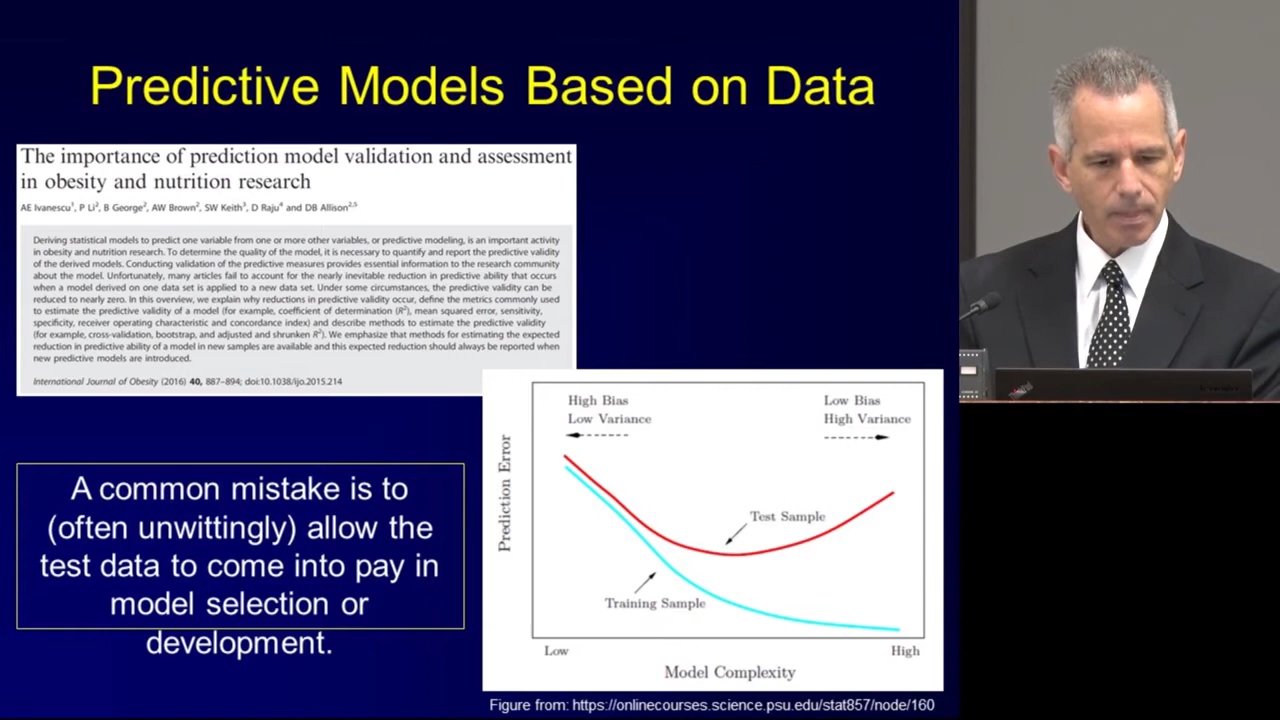 Predictive Models Based on Data
The importance of prediction model validation and assessment
in obesity and nutrition research
AE Ivanescu1, P Li2, B George2, AW Brown2, SW Keith3, D Raju4 and DB Allison2,5
Deriving statistical models to predict one variable from one or more other variables, or predictive modeling, is an important activity
in obesity and nutrition research. To determine the quality of the model, it is necessary to quantify and report the predictive validity
of the derived models. Conducting validation of the predictive measures provides essential information to the research community
about the model. Unfortunately, many articles fail to account for the nearly inevitable reduction in predictive ability that occurs
when a model derived on one data set is applied to a new data set. Under some circumstances, the predictive validity can be
reduced to nearly zero. In this overview, we explain why reductions in predictive validity occur, define the metrics commonly used
to estimate the predictive validity of a model (for example, coefficient of determination (R2), mean squared error, sensitivity,
specificity, receiver operating characteristic and concordance index) and describe methods to estimate the predictive validity
(for example, cross-validation, bootstrap, and adjusted and shrunken R2). We emphasize that methods for estimating the expected
reduction in predictive ability of a model in new samples are available and this expected reduction should always be reported when
new predictive models are introduced.
International Journal of Obesity (2016) 40, 887–894; doi:10.1038/ijo.2015.214
A common mistake is to
(often unwittingly) allow the
test data to come into pay in
model selection or
development.
High Bias
Low Variance
Low Bias
High Variance
Prediction Error
Test Sample
Training Sample
Low
High
Model Complexity
Figure from: https://onlinecourses.science.psu.edu/stat857/node/160